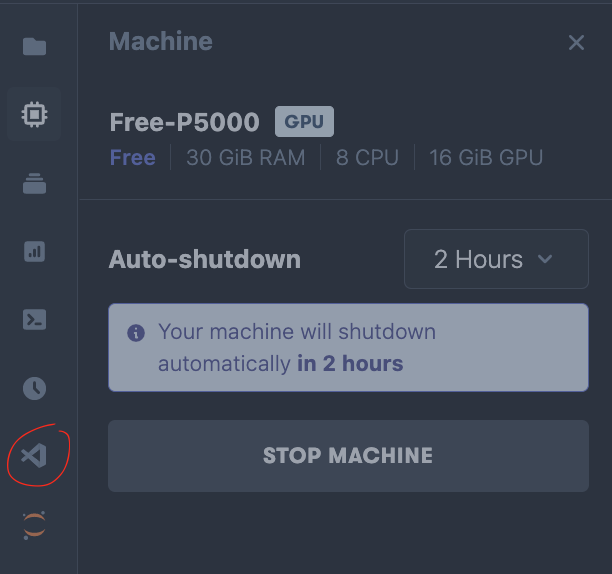 Machine
Free-P5000 GPU
Free 30 GiB RAM 8 CPU 16 GiB GPU
Auto-shutdown 2 Hours
Your machine will shutdown
automatically in 2 hours
STOP MACHINE